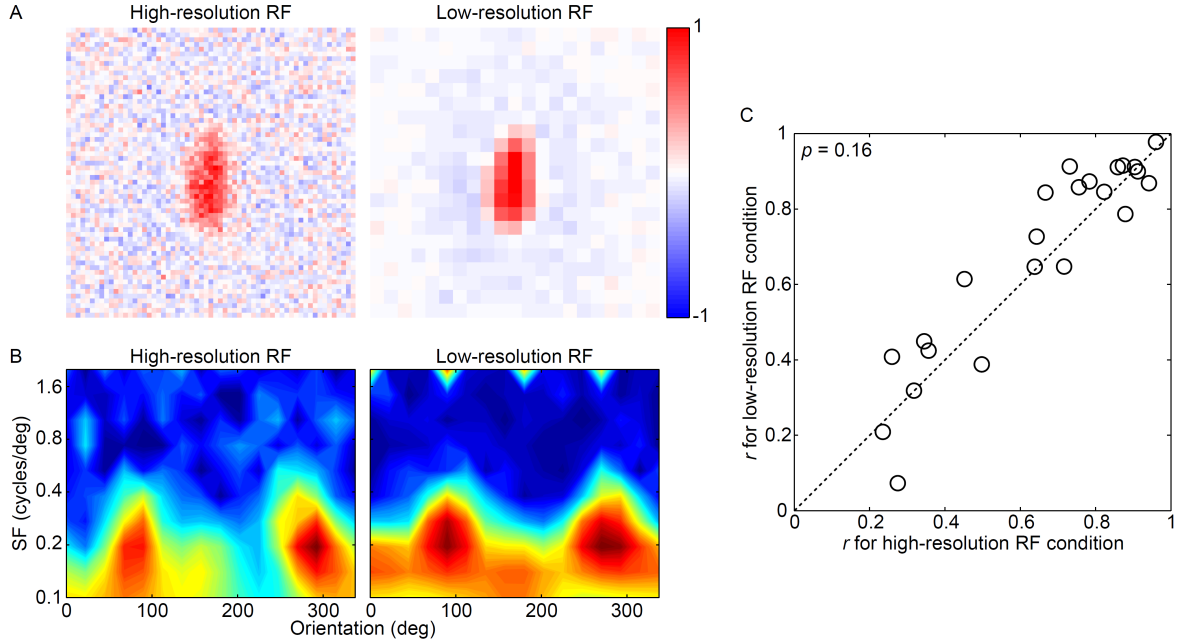 A
High-resolution RF
Low-resolution RF
1
-1
B
High-resolution RF
Low-resolution RF
SF (cycles/deg)
1.6
0.8
0.4
0.2
0.1
0
100
200
300
0
100
200
300
Orientation (deg)
C
p = 0.16
r for low-resolution RF condition
1
0.8
0.6
0.4
0.2
0
0
0.2
0.4
0.6
0.8
1
r for high-resolution RF condition